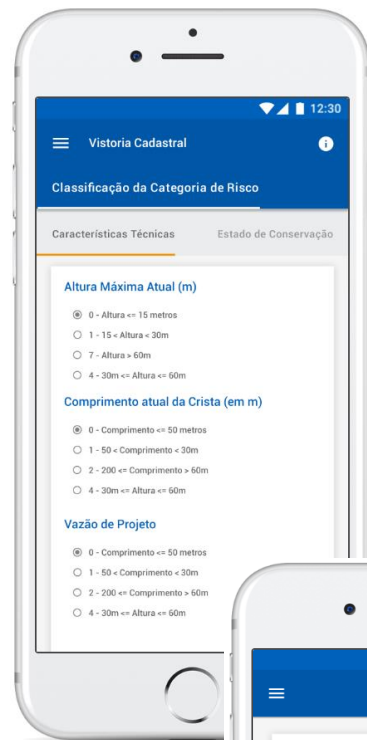 12:30
Vistoria Cadastral
Classificação da Categoria de Risco
Características Técnicas Estado de Conservação
Altura Máxima Atual (m)
0 - Altura <= 15 metros
1 - 15 < Altura < 30m
7 - Altura > 60m
4 - 30m <= Altura <= 60m
Comprimento atual da Crista (em m)
0 - Comprimento <= 50 metros
1 - 50 < Comprimento < 30m
2 - 200 <= Comprimento > 60m
4 - 30m <= Altura <= 60m
Vazão de Projeto
0 - Comprimento <= 50 metros
1 - 50 < Comprimento < 30m
2 - 200 <= Comprimento > 60m
4 - 30m <= Altura <= 60m